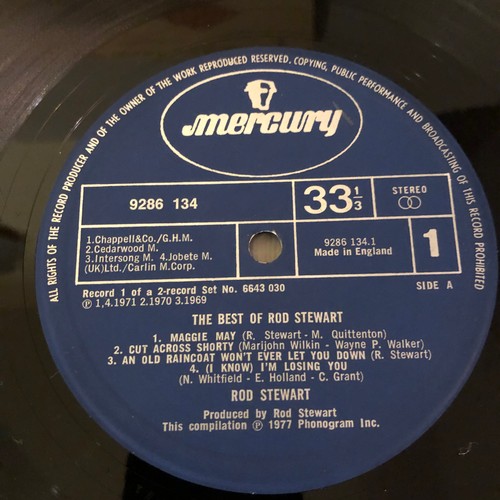 ALL RIGHTS OF THE RECORD PRODUCER AND OF THE OWNER OF THE WORK REPRODUCED RESERVED. COPYING, PUBLIC PERFORMANCE AND BROADCASTING OF THIS RECORD PROHIBITED
mercury
9286 134
33 1/3
STEREO
1.Chappell&Co./G.H.M.
2.Cedarwood M.
3.Intersong M. 4.Jobete M.
(UK)Ltd./Carlin M.Corp.
9286 134.1
Made in England
1
Record 1 of a 2-record Set No. 6643 030
SIDE A
Ⓟ 1,4.1971 2.1970 3.1969
THE BEST OF ROD STEWART
1. MAGGIE MAY (R. Stewart - M. Quittenton)
2. CUT ACROSS SHORTY (Marijohn Wilkin - Wayne P. Walker)
3. AN OLD RAINCOAT WON'T EVER LET YOU DOWN (R. Stewart)
4. (I KNOW) I'M LOSING YOU
(N. Whitfield - E. Holland - C. Grant)
ROD STEWART
Produced by Rod Stewart
This compilation Ⓟ 1977 Phonogram Inc.